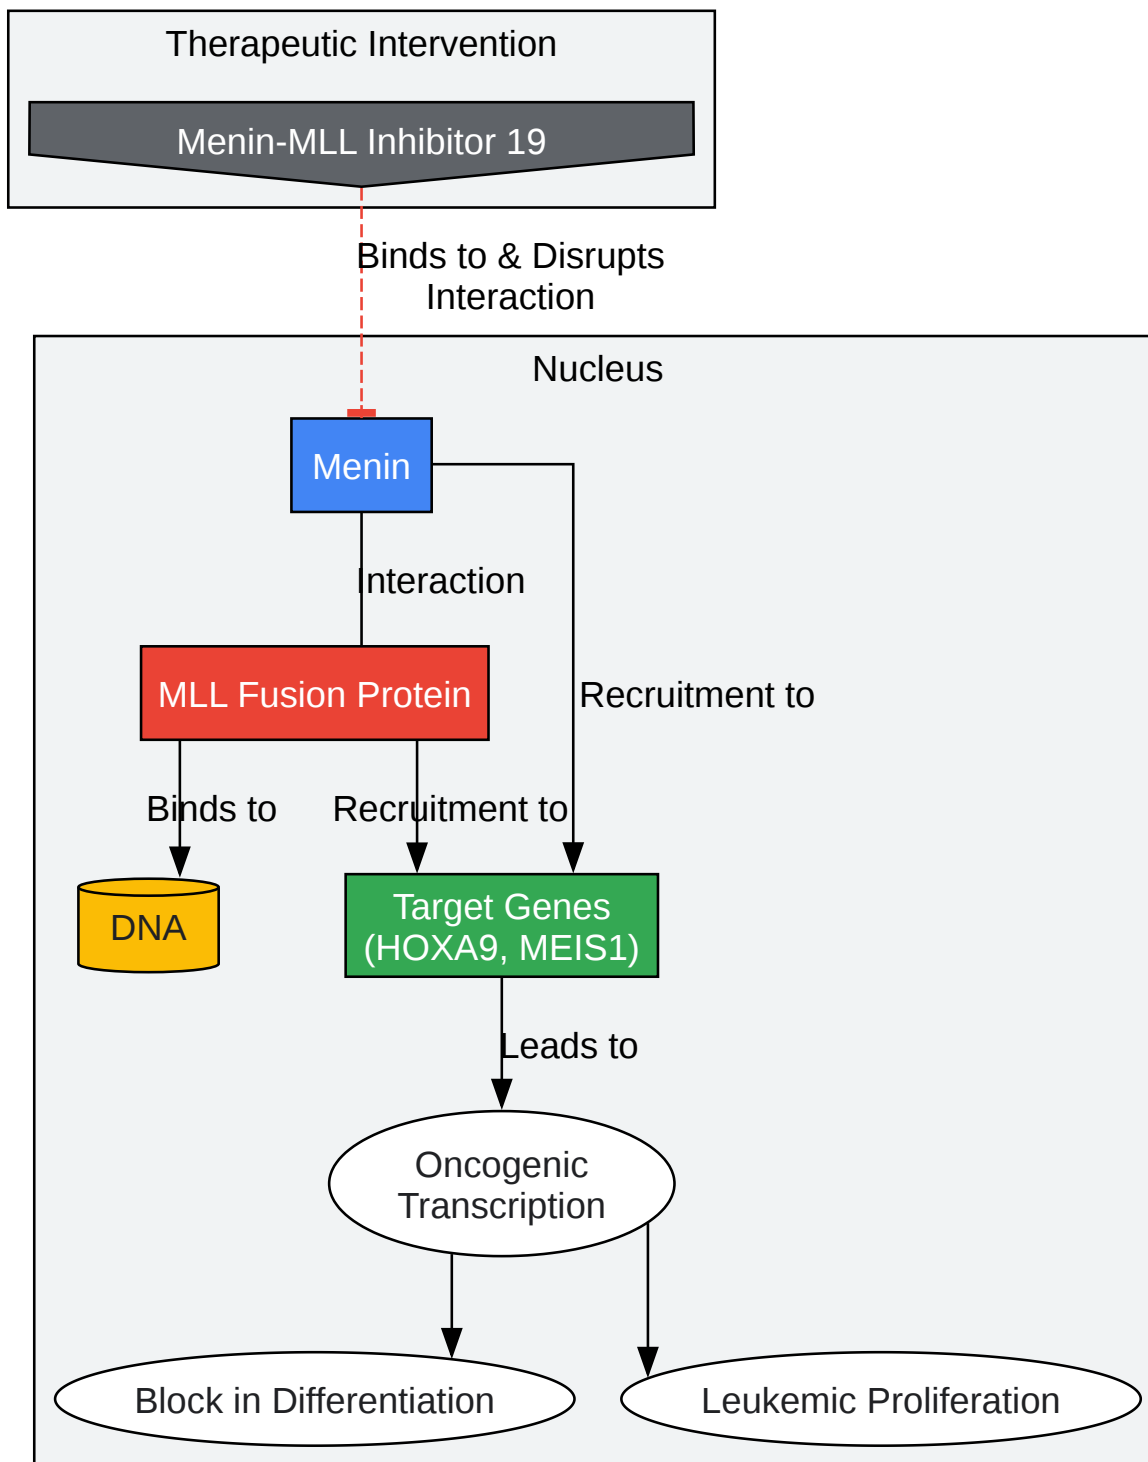 Therapeutic Intervention
Menin-MLL Inhibitor 19
Binds to & Disrupts
Interaction
Nucleus
Menin
Interaction
MLL Fusion Protein
Recruitment to
Binds to
Recruitment to
DNA
Target Genes
(HOXA9, MEIS1)
Leads to
Oncogenic
Transcription
Block in Differentiation
Leukemic Proliferation